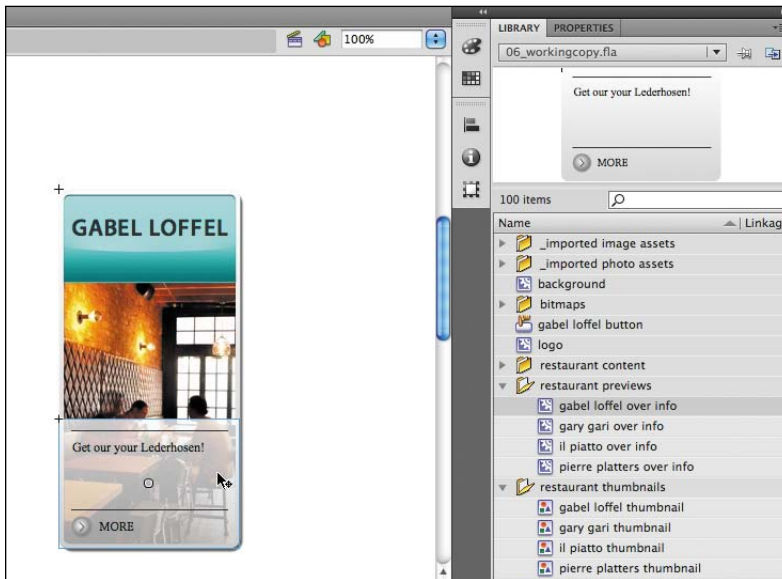 100%
GABEL LOFFEL
Get our your Lederhosen!
MORE
LIBRARY PROPERTIES
06_workingcopy.fla
Get our your Lederhosen!
MORE
100 items
Name Linkag
_imported image assets
_imported photo assets
background
bitmaps
gabel loffel button
logo
restaurant content
restaurant previews
gabel loffel over info
gary gari over info
il piatto over info
pierre platters over info
restaurant thumbnails
gabel loffel thumbnail
gary gari thumbnail
il piatto thumbnail
pierre platters thumbnail